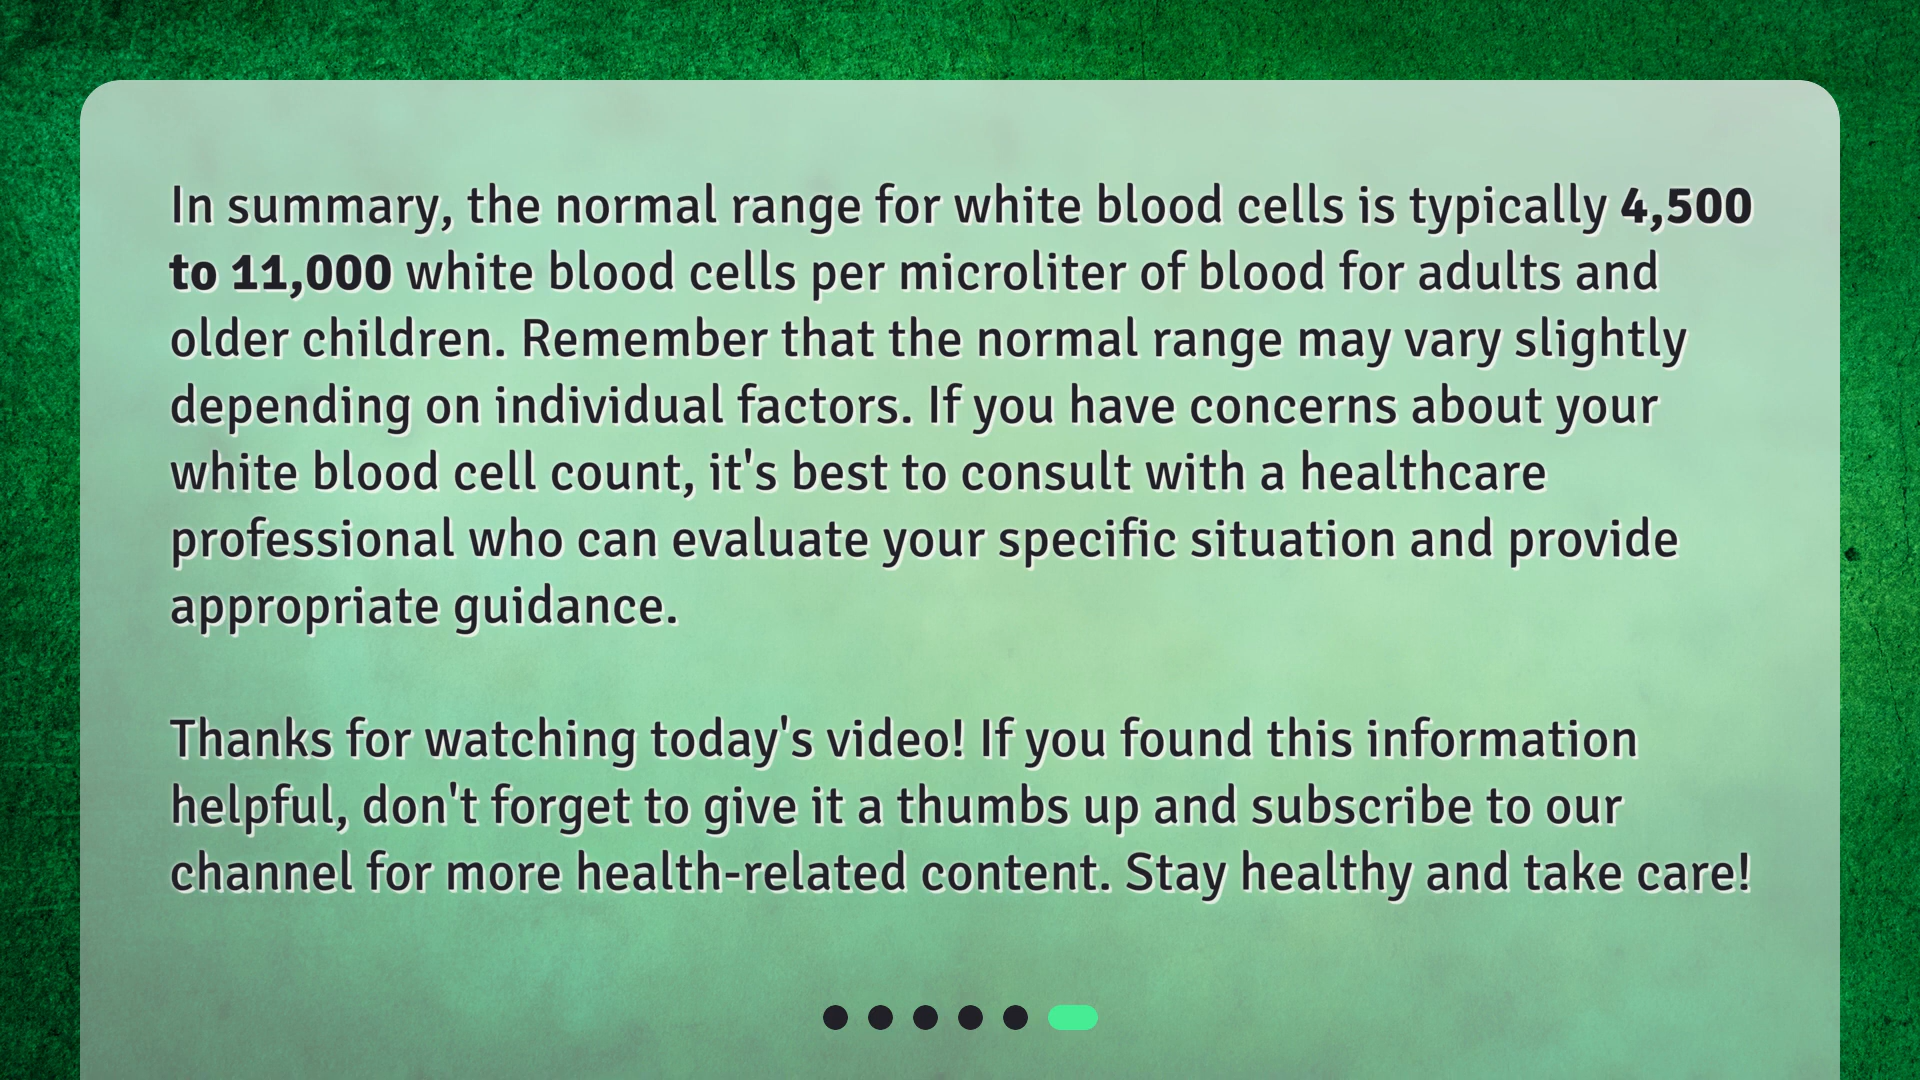 In summary, the normal range for white blood cells is typically 4,500
to 11,000 white blood cells per microliter of blood for adults and
older children. Remember that the normal range may vary slightly
depending on individual factors. If you have concerns about your
white blood cell count, it's best to consult with a healthcare
professional who can evaluate your specific situation and provide
appropriate guidance.
Thanks for watching today's video! If you found this information
helpful, don't forget to give it a thumbs up and subscribe to our
channel for more health-related content. Stay healthy and take care!